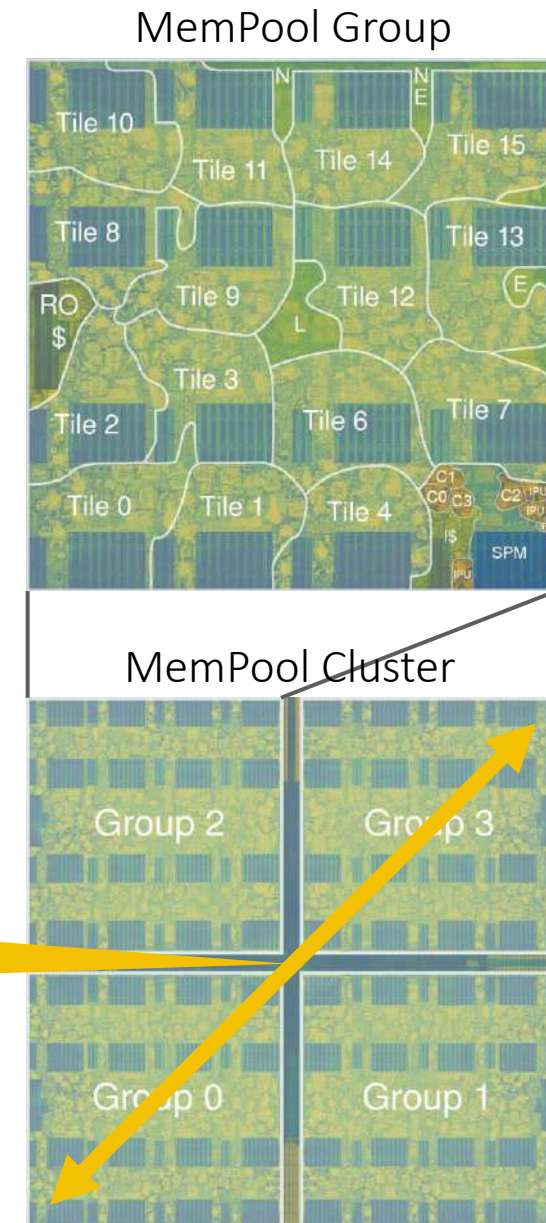 MemPool Group
N N
E
Tile 10
Tile 11
Tile 14
Tile 15
Tile 8
Tile 9
Tile 12
Tile 13
RO
$
L
E
Tile 3
Tile 2
Tile 6
Tile 7
Tile 0
Tile 1
Tile 4
C1
C0 C3
C2 IPU
IPU
I$
SPM
IPU
MemPool Cluster
Group 2 Group 3
Group 0 Group 1